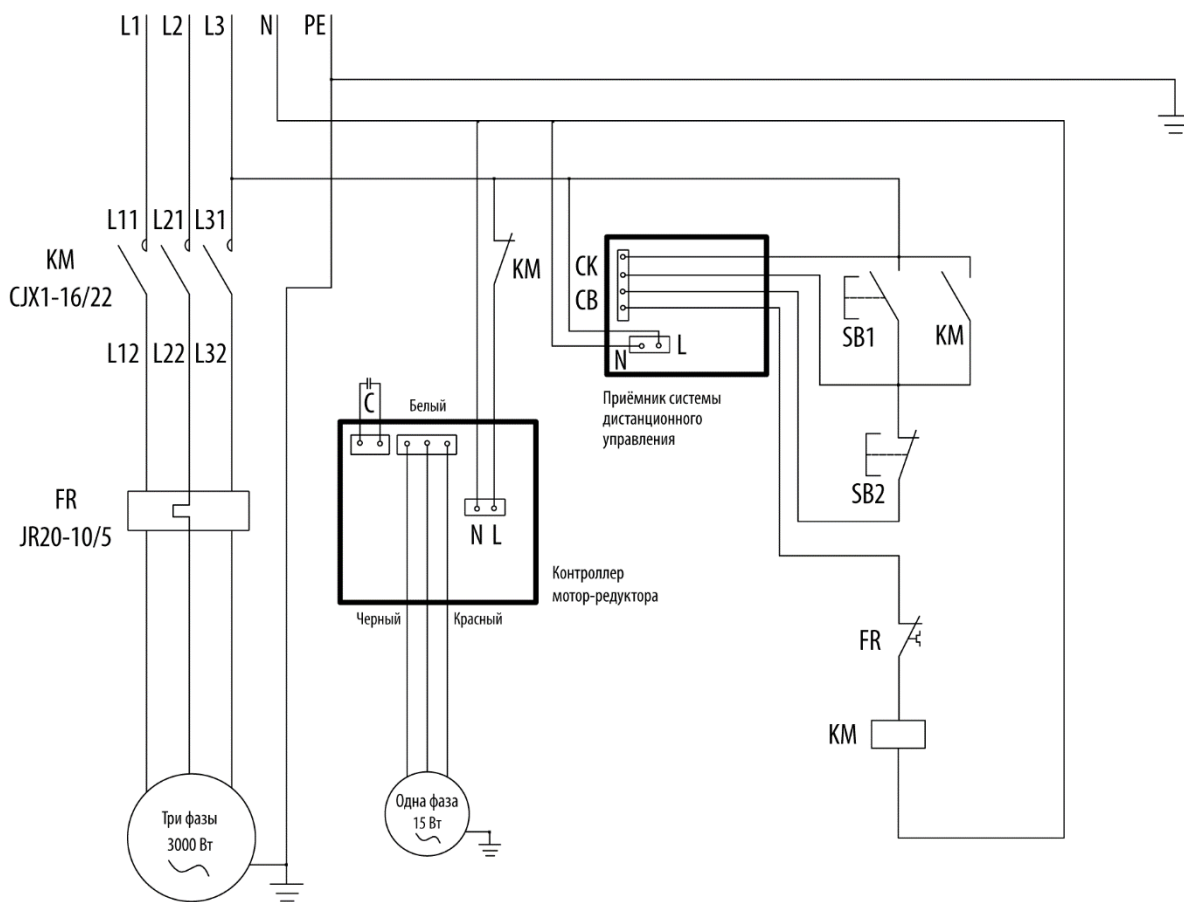 L1 L2 L3 N PE
L11 L21 L31
KM
CJX1-16/22
L12 L22 L32
FR
JR20-10/5
Три фазы
3000 Вт
KM
СК
СВ
N L
Приёмник системы
дистанционного
управления
SB1
KM
SB2
C
Белый
N L
Контроллер
мотор-редуктора
Черный
Красный
Одна фаза
15 Вт
FR
KM